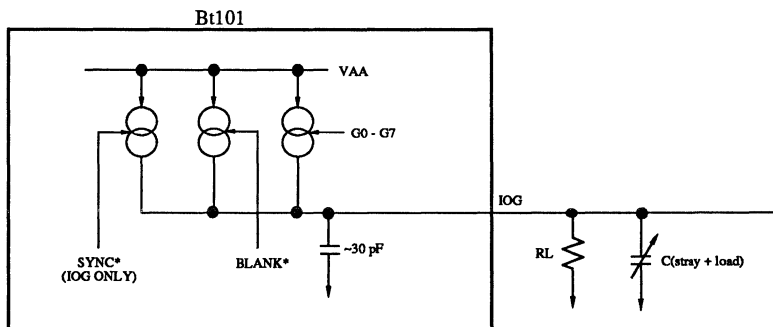 Bt101
VAA
G0 - G7
IOG
SYNC*
(IOG ONLY)
BLANK*
~30 pF
RL
C(stray + load)